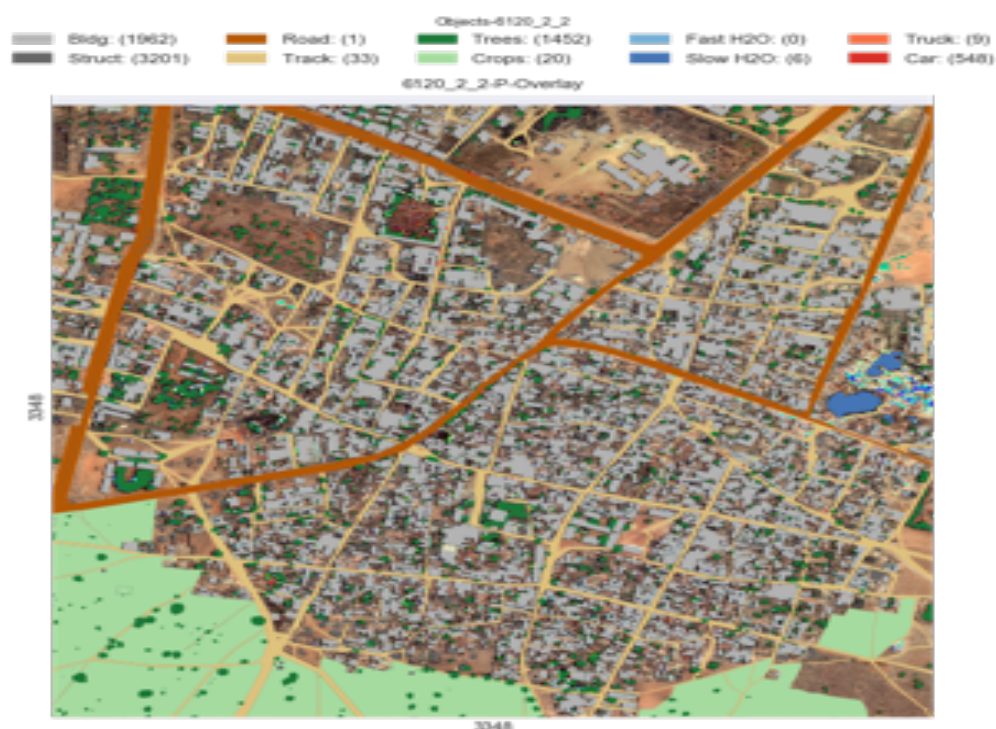 Objects-6120_2_2
Bldg: (1962) Road: (1) Trees: (1452) Fast H2O: (0) Truck: (9)
Struct: (3201) Track: (33) Crops: (20) Slow H2O: (6) Car: (548)
6120_2_2-P-Overlay
3348
3348